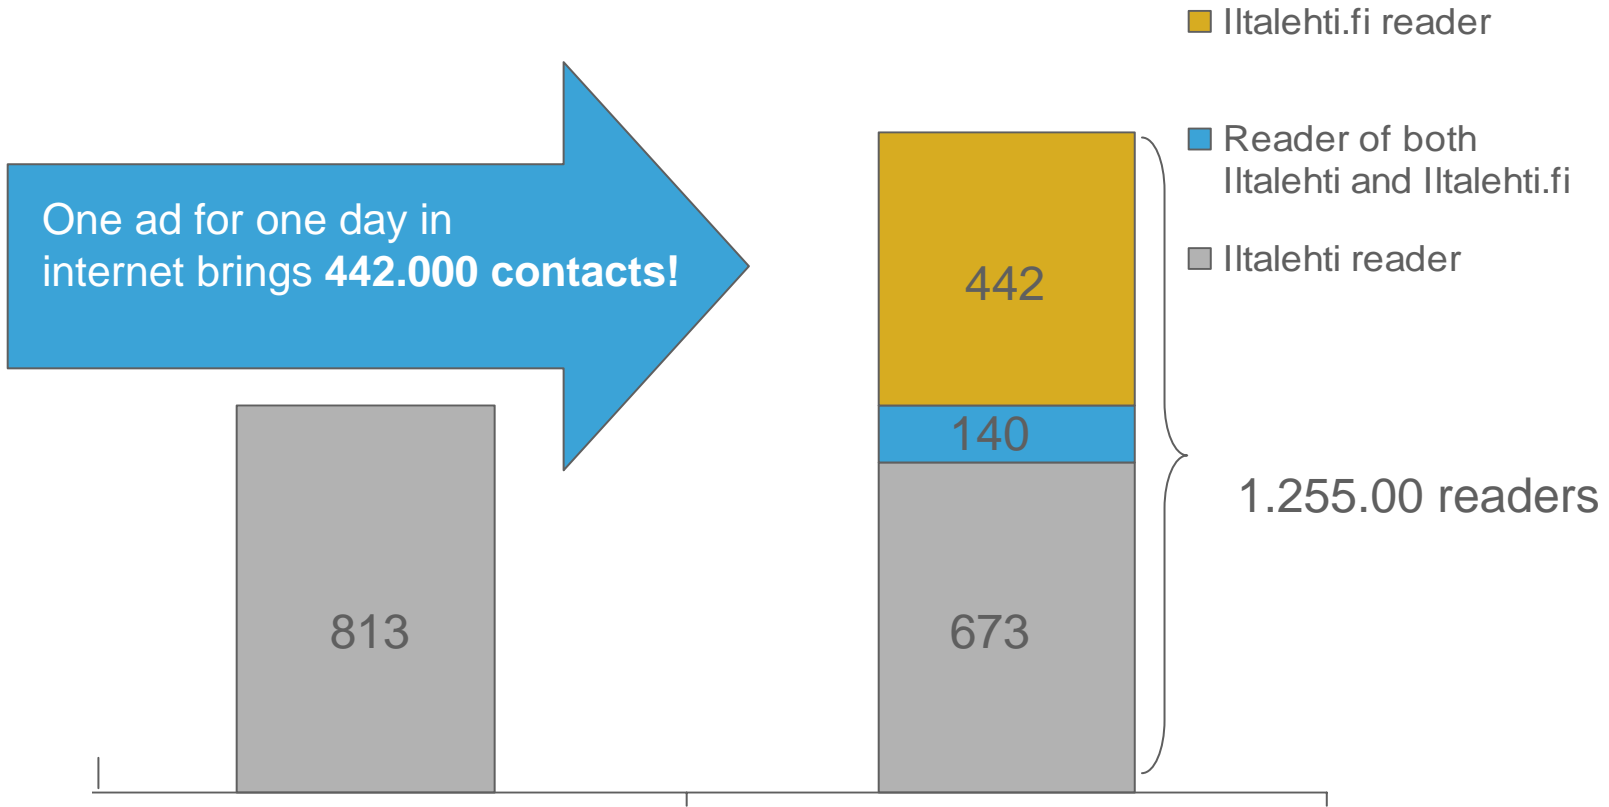 Iltalehti.fi reader
Reader of both
Iltalehti and Iltalehti.fi
Iltalehti reader
One ad for one day in
internet brings 442.000 contacts!
442
140
1.255.00 readers
813
673